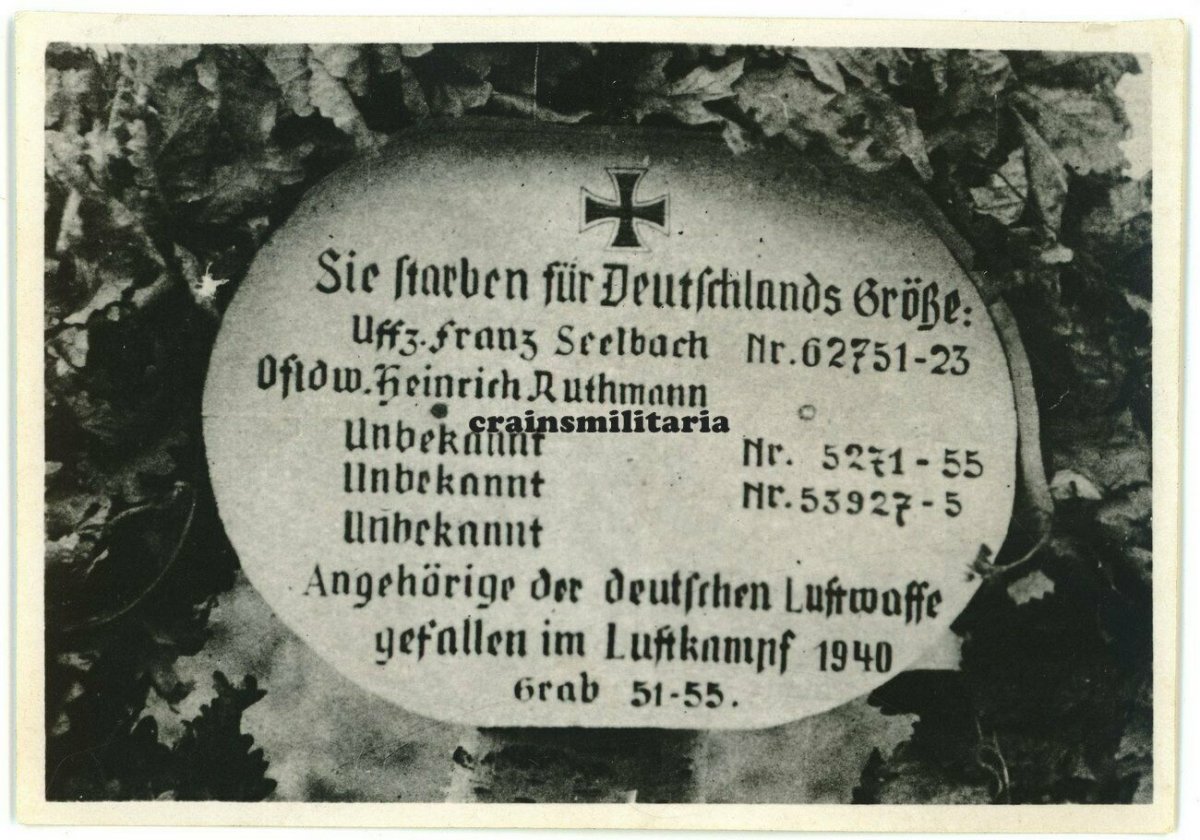 Sie starben für Deutschlands Größe:
Uffz. Franz Seelbach Nr. 62751-23
Ofldw. Heinrich Ruthmann
crainsmilitaria
Unbekannt Nr. 5271-55
Unbekannt Nr. 53927-5
Unbekannt
Angehörige der deutschen Luftwaffe
gefallen im Luftkampf 1940
Grab 51-55.